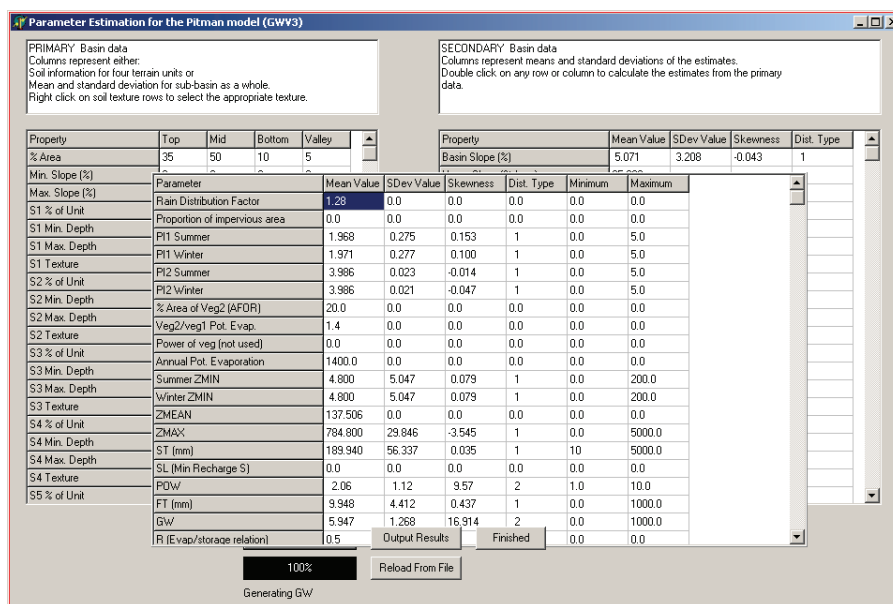 Parameter Estimation for the Pitman model (GWV3)
PRIMARY Basin data
Columns represent either:
Soil information for four terrain units or
Mean and standard deviation for sub-basin as a whole.
Right click on soil texture rows to select the appropriate texture.
SECONDARY Basin data
Columns represent means and standard deviations of the estimates.
Double click on any row or column to calculate the estimates from the primary
data.
Property Top Mid Bottom Valley
% Area 35 50 10 5
Min. Slope (%)
Max. Slope (%)
S1 % of Unit
S1 Min. Depth
S1 Max. Depth
S1 Texture
S2 % of Unit
S2 Min. Depth
S2 Max. Depth
S2 Texture
S3 % of Unit
S3 Min. Depth
S3 Max. Depth
S3 Texture
S4 % of Unit
S4 Min. Depth
S4 Max. Depth
S4 Texture
S5 % of Unit
Property Mean Value SDev Value Skewness Dist. Type
Basin Slope (%) 5.071 3.208 -0.043 1
Parameter Mean Value SDev Value Skewness Dist. Type Minimum Maximum
Rain Distribution Factor 1.28 0.0 0.0 0.0 0.0 0.0
Proportion of impervious area 0.0 0.0 0.0 0.0 0.0 0.0
PI1 Summer 1.968 0.275 0.153 1 0.0 5.0
PI1 Winter 1.971 0.277 0.100 1 0.0 5.0
PI2 Summer 3.986 0.023 -0.014 1 0.0 5.0
PI2 Winter 3.986 0.021 -0.047 1 0.0 5.0
% Area of Veg2 (AFOR) 20.0 0.0 0.0 0.0 0.0 0.0
Veg2/veg1 Pot. Evap. 1.4 0.0 0.0 0.0 0.0 0.0
Power of veg (not used) 0.0 0.0 0.0 0.0 0.0 0.0
Annual Pot. Evaporation 1400.0 0.0 0.0 0.0 0.0 0.0
Summer ZMIN 4.800 5.047 0.079 1 0.0 200.0
Winter ZMIN 4.800 5.047 0.079 1 0.0 200.0
ZMEAN 137.506 0.0 0.0 0.0 0.0 0.0
ZMAX 784.800 29.846 -3.545 1 0.0 5000.0
ST (mm) 189.940 56.337 0.035 1 10 5000.0
SL (Min Recharge S) 0.0 0.0 0.0 0.0 0.0 0.0
POW 2.06 1.12 9.57 2 1.0 10.0
FT (mm) 9.948 4.412 0.437 1 0.0 1000.0
GW 5.947 1.268 16.914 2 0.0 1000.0
R (Evap/storage relation) 0.5 0.0 0.0
Output Results Finished
100% Reload From File
Generating GW